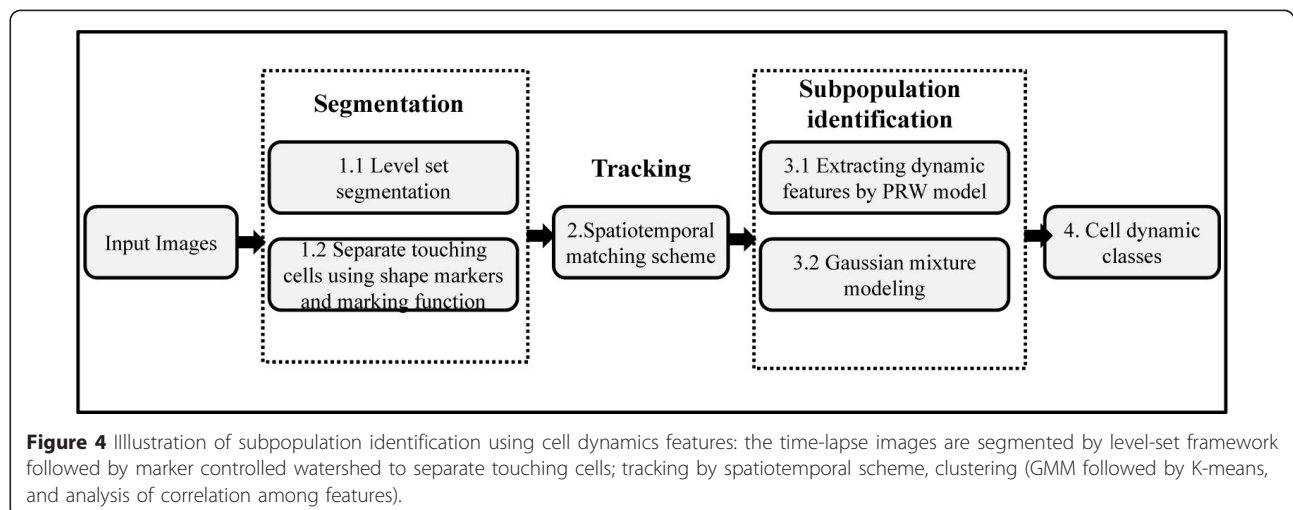 Segmentation
1.1 Level set
segmentation
1.2 Separate touching
cells using shape markers
and marking function
Input Images
Tracking
2.Spatiotemporal
matching scheme
Subpopulation
identification
3.1 Extracting dynamic
features by PRW model
3.2 Gaussian mixture
modeling
4. Cell dynamic
classes
Figure 4 IIllustration of subpopulation identification using cell dynamics features: the time-lapse images are segmented by level-set framework
followed by marker controlled watershed to separate touching cells; tracking by spatiotemporal scheme, clustering (GMM followed by K-means,
and analysis of correlation among features).